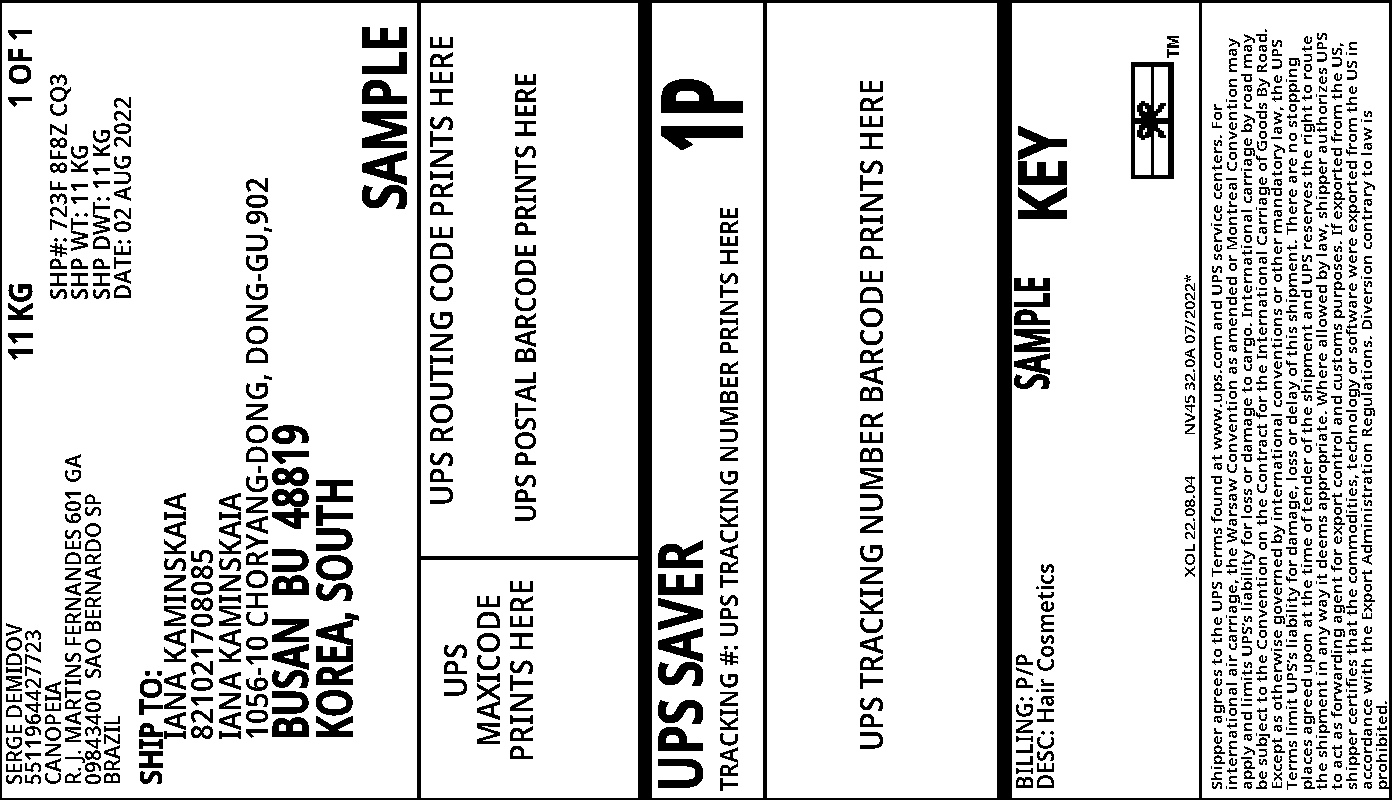 SERGE DEMIDOV
5511964427723
CANOPEIA
R. J. MARTINS FERNANDES 601 GA
09843400 SAO BERNARDO SP
BRAZIL
11 KG
1 OF 1
SHP#: 723F 8F8Z CQ3
SHP WT: 11 KG
SHP DWT: 11 KG
DATE: 02 AUG 2022
SHIP TO:
IANA KAMINSKAIA
821021708085
IANA KAMINSKAIA
1056-10 CHORYANG-DONG, DONG-GU,902
BUSAN BU 48819
KOREA, SOUTH
SAMPLE
UPS
MAXICODE
PRINTS HERE
UPS ROUTING CODE PRINTS HERE
UPS POSTAL BARCODE PRINTS HERE
UPS SAVER
1P
TRACKING #: UPS TRACKING NUMBER PRINTS HERE
UPS TRACKING NUMBER BARCODE PRINTS HERE
BILLING: P/P
DESC: Hair Cosmetics
SAMPLE KEY
TM
XOL 22.08.04 NV45 32.0A 07/2022*
Shipper agrees to the UPS Terms found at www.ups.com and UPS service centers. For
international air carriage, the Warsaw Convention as amended or Montreal Convention may
apply and limits UPS's liability for loss or damage to cargo. International carriage by road may
be subject to the Convention on the Contract for the International Carriage of Goods By Road.
Except as otherwise governed by international conventions or other mandatory law, the UPS
Terms limit UPS's liability for damage, loss or delay of this shipment. There are no stopping
places agreed upon at the time of tender of the shipment and UPS reserves the right to route
the shipment in any way it deems appropriate. Where allowed by law, shipper authorizes UPS
to act as forwarding agent for export control and customs purposes. If exported from the US,
shipper certifies that the commodities, technology or software were exported from the US in
accordance with the Export Administration Regulations. Diversion contrary to law is
prohibited.